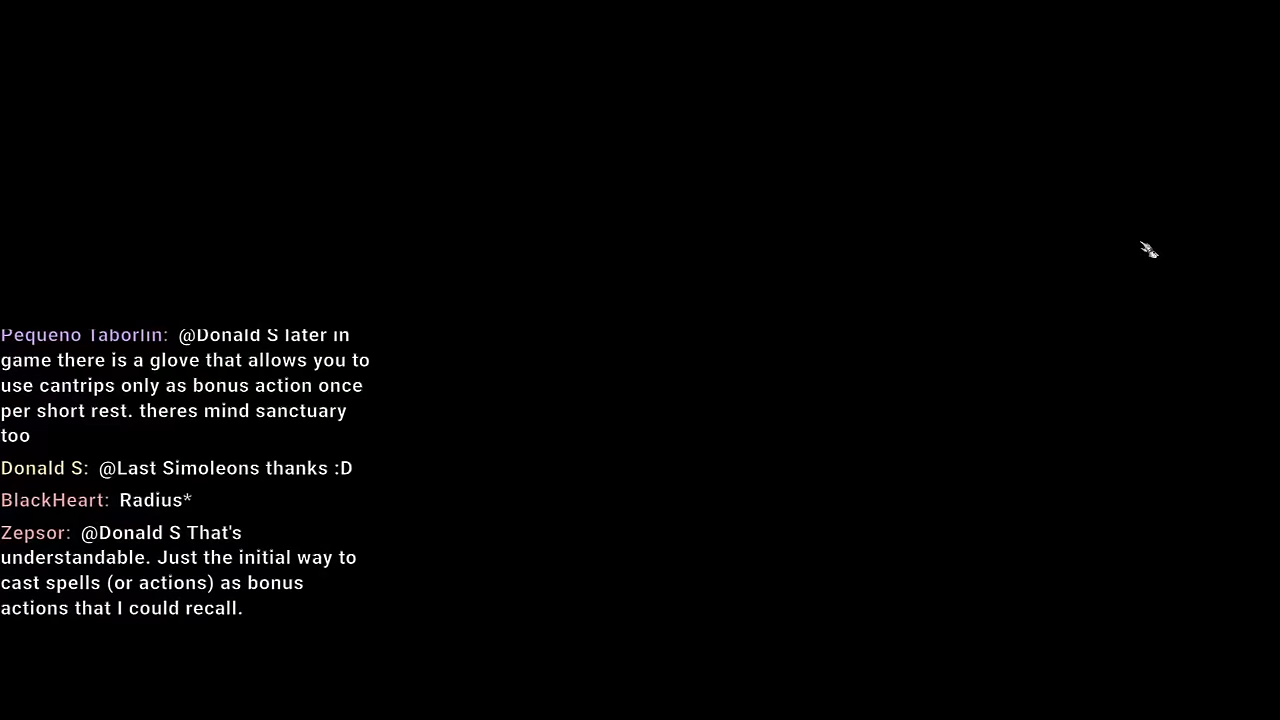 Pequeno Taborlin: @Donald S later in
game there is a glove that allows you to
use cantrips only as bonus action once
per short rest. theres mind sanctuary
too
Donald S: @Last Simoleons thanks :D
BlackHeart: Radius*
Zepsor: @Donald S That's
understandable. Just the initial way to
cast spells (or actions) as bonus
actions that I could recall.